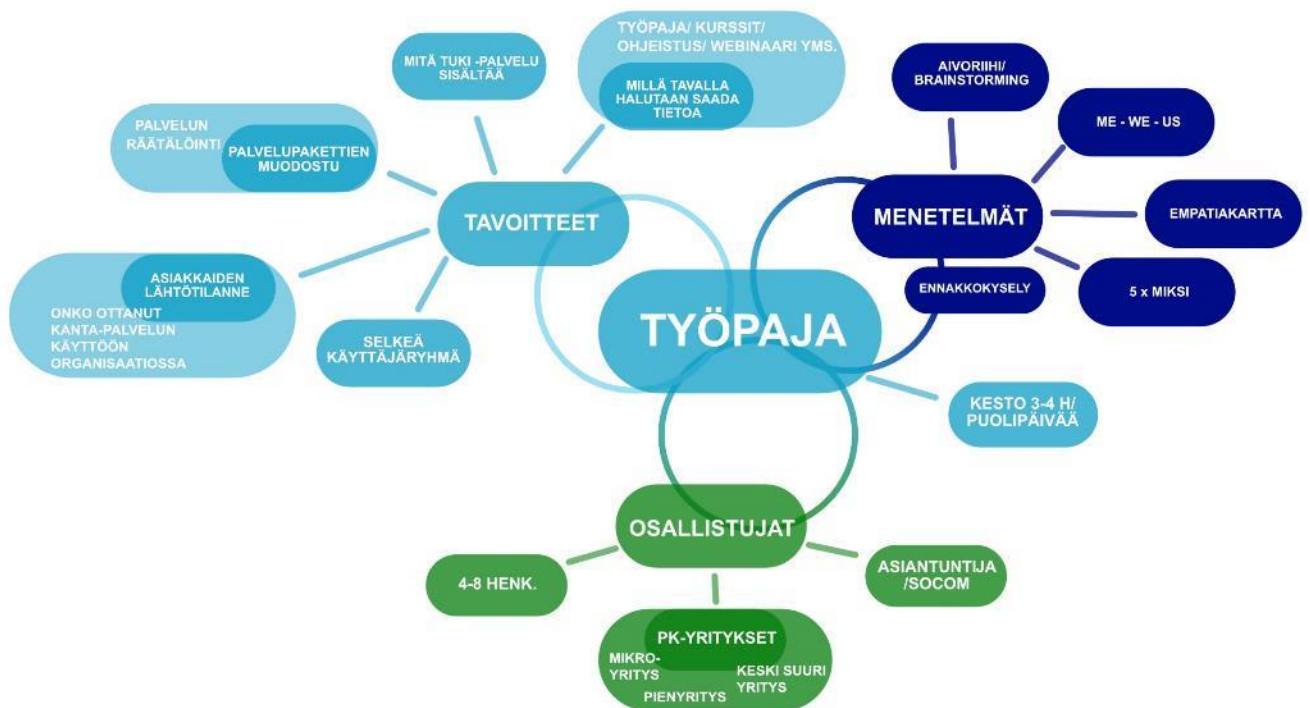 TYÖPAJA
TAVOITTEET
MITÄ TUKI -PALVELU
SISÄLTÄÄ
TYÖPAJA/ KURSSIT/
OHJEISTUS/ WEBINAARI YMS.
MILLÄ TAVALLA
HALUTAAN SAADA
TIETOA
PALVELUN
RÄÄTÄLÖINTI
PALVELUPAKETTIEN
MUODOSTU
ASIAKKAIDEN
LÄHTÖTILANNE
ONKO OTTANUT
KANTA-PALVELUN
KÄYTTÖÖN
ORGANISAATIOSSA
SELKEÄ
KÄYTTÄJÄRYHMÄ
MENETELMÄT
AIVORIIHI/
BRAINSTORMING
ME - WE - US
EMPATIAKARTTA
5 x MIKSI
ENNAKKOKYSELY
KESTO 3-4 H/
PUOLIPÄIVÄÄ
OSALLISTUJAT
4-8 HENK.
PK-YRITYKSET
MIKRO-
YRITYS
PIENYRITYS
KESKI SUURI
YRITYS
ASIANTUNTIJA
/SOCOM